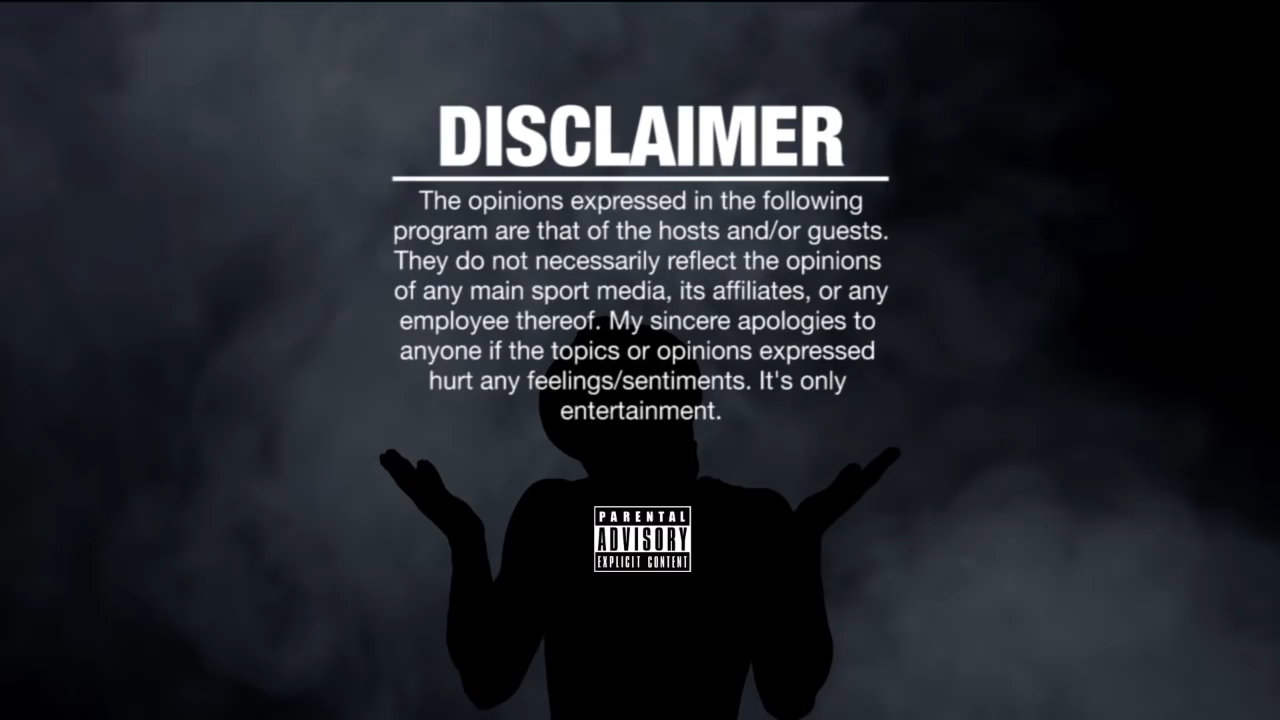 DISCLAIMER
The opinions expressed in the following
program are that of the hosts and/or guests.
They do not necessarily reflect the opinions
of any main sport media, its affiliates, or any
employee thereof. My sincere apologies to
anyone if the topics or opinions expressed
hurt any feelings/sentiments. It's only
entertainment.
PARENTAL
ADVISORY
EXPLICIT CONTENT